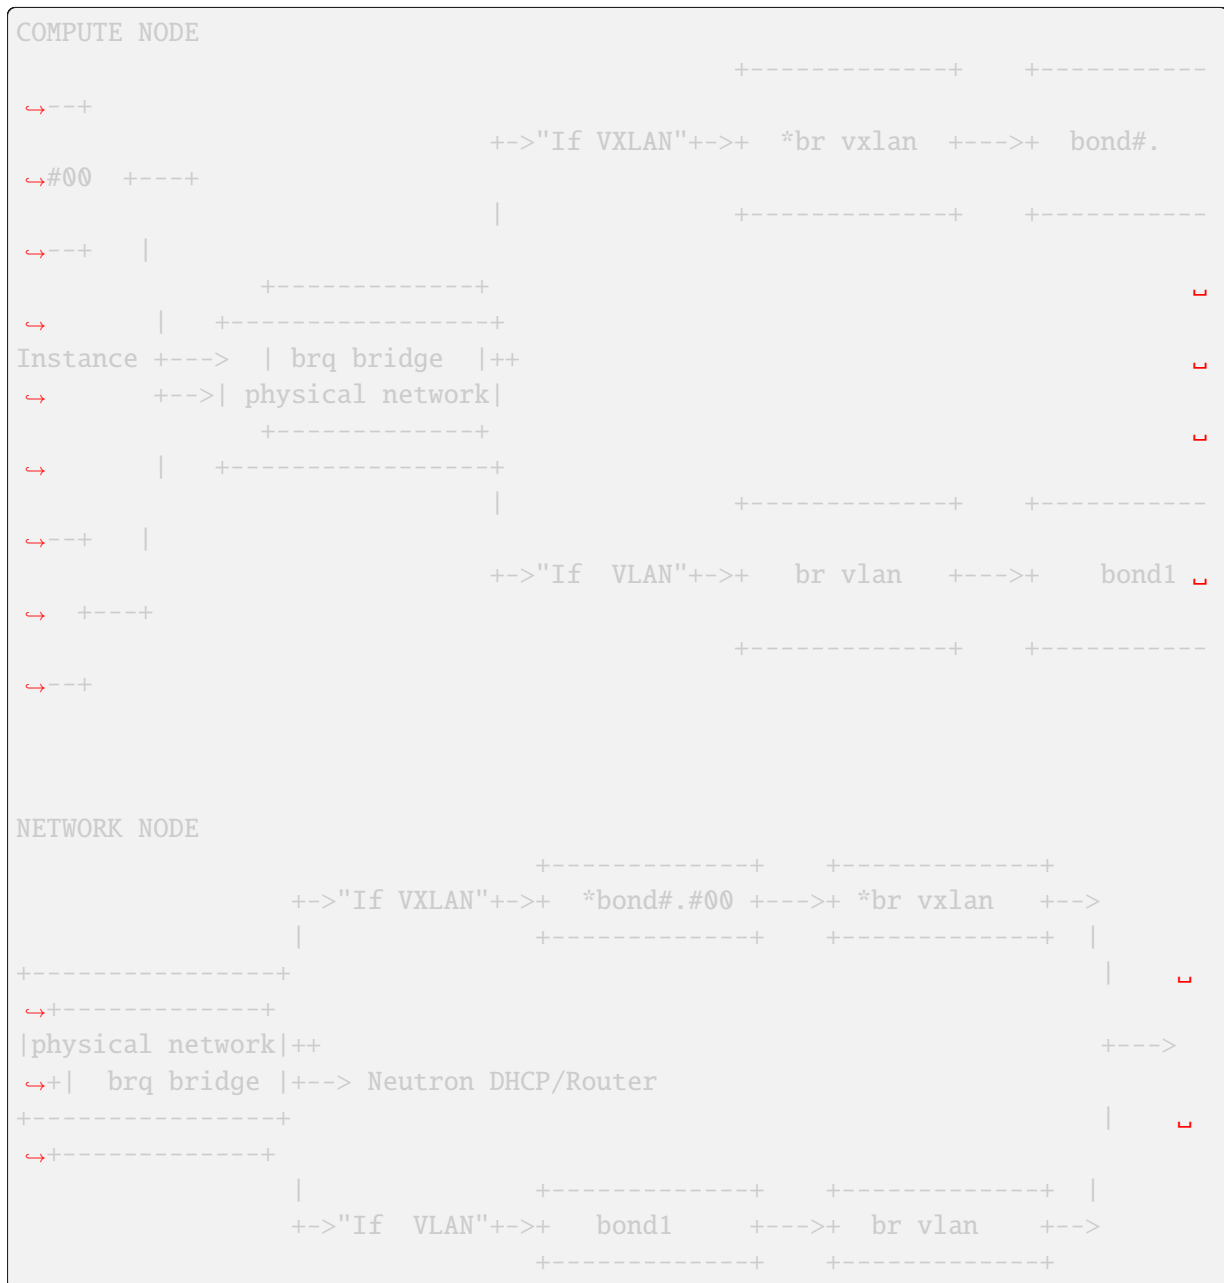 COMPUTE NODE
                                               +-------------+    +-----------
↪--+
                               +->"If VXLAN"+->+  *br vxlan  +--->+  bond#.
↪#00  +----+
                               |               +-------------+    +-----------
↪--+   |
                +-------------+                                              ␣
↪       |   +-----------------+
Instance +--->  | brq bridge  |++                                            ␣
↪       +-->| physical network|
                +-------------+                                              ␣
↪       |   +-----------------+
                               |               +-------------+    +-----------
↪--+   |
                               +->"If  VLAN"+->+   br vlan   +--->+    bond1 ␣
↪  +----+
                                               +-------------+    +-----------
↪--+

NETWORK NODE
                                  +-------------+    +-------------+
                  +->"If VXLAN"+->+  *bond#.#00 +--->+ *br vxlan   +-->
                  |               +-------------+    +-------------+  |
+----------------+                                                     |    ␣
↪+-------------+
|physical network|++                                                   +--->
↪+|  brq bridge |+--> Neutron DHCP/Router
+----------------+                                                     |    ␣
↪+-------------+
                  |               +-------------+    +-------------+  |
                  +->"If  VLAN"+->+   bond1     +--->+  br vlan    +-->
                                  +-------------+    +-------------+